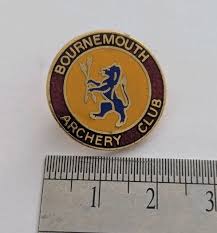 BOURNEMOUTH
ARCHERY CLUB
1 2 3